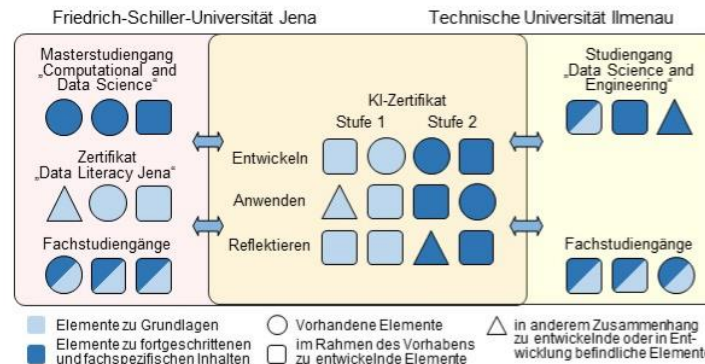 Friedrich-Schiller-Universität Jena
Technische Universität Ilmenau
Masterstudiengang
„Computational and
Data Science“
Zertifikat
„Data Literacy Jena“
Fachstudiengänge
KI-Zertifikat
Stufe 1
Stufe 2
Entwickeln
Anwenden
Reflektieren
Studiengang
„Data Science and
Engineering“
Fachstudiengänge
Elemente zu Grundlagen
Elemente zu fortgeschrittenen
und fachspezifischen Inhalten
Vorhandene Elemente
im Rahmen des Vorhabens
zu entwickelnde Elemente
in anderem Zusammenhang
zu entwickelnde oder in Ent-
wicklung befindliche Elemente